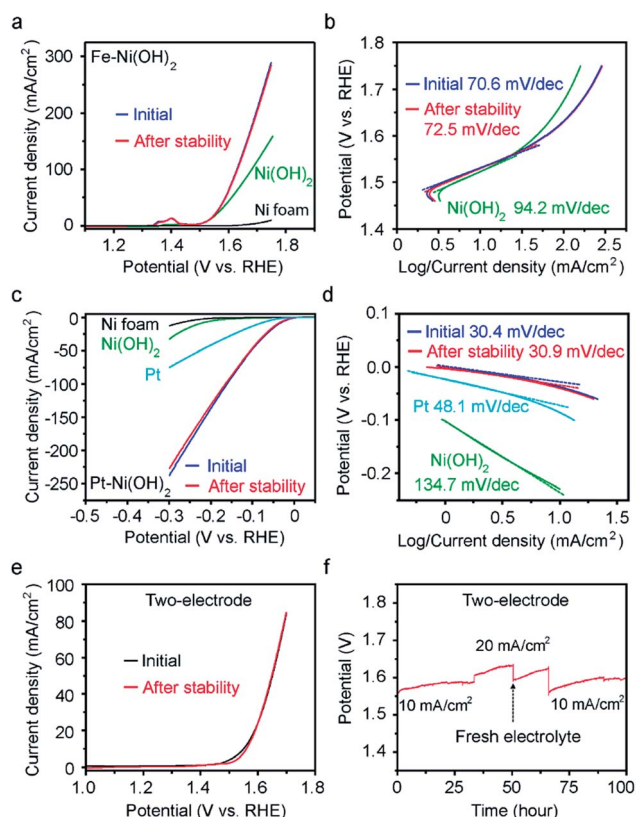 a
Fe-Ni(OH)2
Initial
After stability
Ni(OH)2
Ni foam
300
200
100
0
1.2 1.4 1.6 1.8
Current density (mA/cm2)
Potential (V vs. RHE)
b
Initial 70.6 mV/dec
After stability
72.5 mV/dec
Ni(OH)2 94.2 mV/dec
1.8
1.7
1.6
1.5
1.4
0.0 0.5 1.0 1.5 2.0 2.5
Potential (V vs. RHE)
Log/Current density (mA/cm2)
c
Ni foam
Ni(OH)2
Pt
Initial
Pt-Ni(OH)2
After stability
0
-50
-100
-150
-200
-250
-0.5 -0.4 -0.3 -0.2 -0.1 0
Current density (mA/cm2)
Potential (V vs. RHE)
d
Initial 30.4 mV/dec
After stability 30.9 mV/dec
Pt 48.1 mV/dec
Ni(OH)2
134.7 mV/dec
0.1
0.0
-0.1
-0.2
0.0 0.5 1.0 1.5
Potential (V vs. RHE)
Log/Current density (mA/cm2)
e
Two-electrode
Initial
After stability
100
80
60
40
20
0
1.0 1.2 1.4 1.6 1.8
Current density (mA/cm2)
Potential (V vs. RHE)
f
Two-electrode
20 mA/cm2
10 mA/cm2
10 mA/cm2
Fresh electrolyte
1.8
1.7
1.6
1.5
1.4
0 25 50 75 100
Potential (V)
Time (hour)